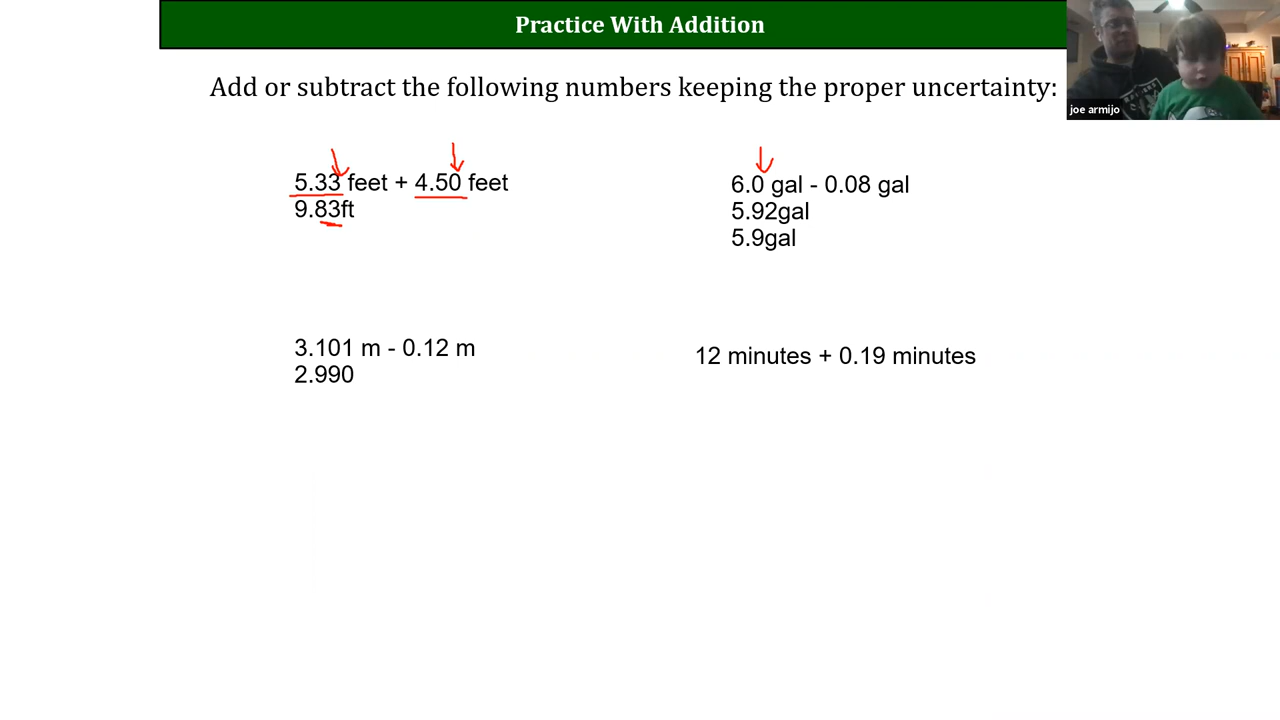 Practice With Addition
joe armijo
Add or subtract the following numbers keeping the proper uncertainty:
5.33 feet + 4.50 feet
9.83ft
6.0 gal - 0.08 gal
5.92gal
5.9gal
3.101 m - 0.12 m
2.990
12 minutes + 0.19 minutes